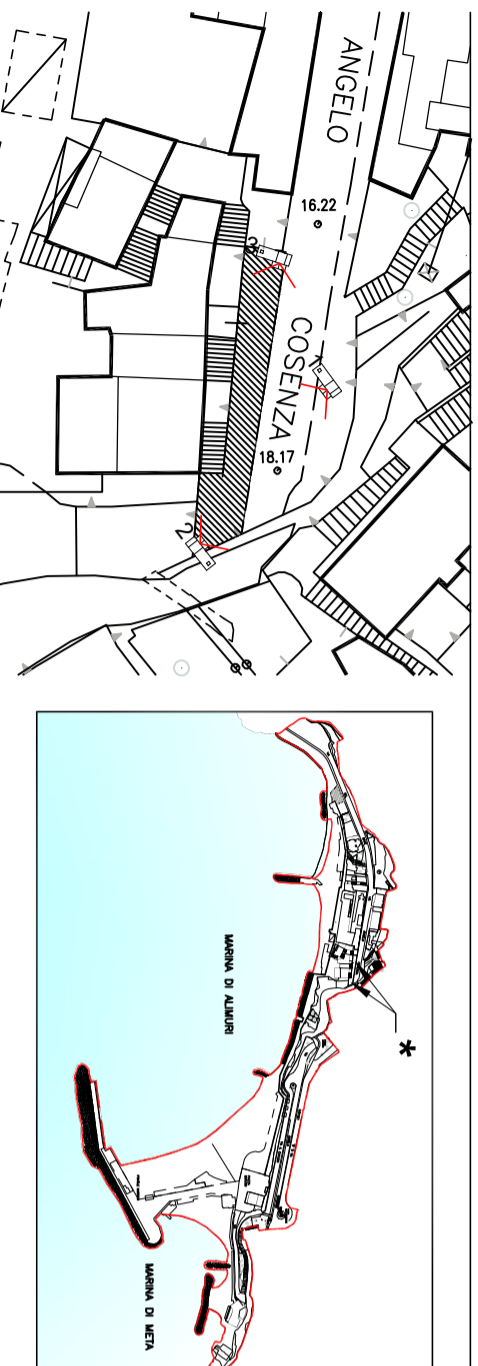 ANGELO
16.22
3
COSENZA
1
18.17
2
*
MARINA DI ALIMURI
MARINA DI META